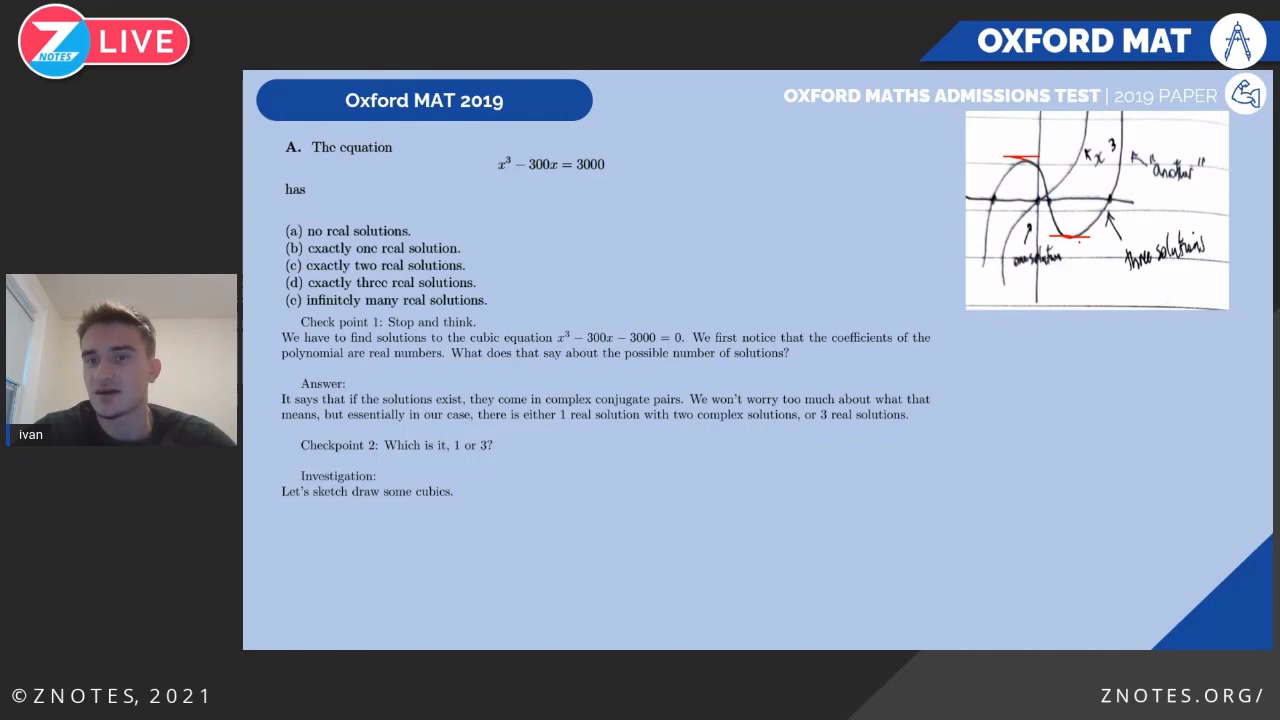 Z
NOTES
LIVE
OXFORD MAT
Oxford MAT 2019
OXFORD MATHS ADMISSIONS TEST | 2019 PAPER
A. The equation
x³ − 300x = 3000
has
(a) no real solutions.
(b) exactly one real solution.
(c) exactly two real solutions.
(d) exactly three real solutions.
(e) infinitely many real solutions.
Check point 1: Stop and think.
We have to find solutions to the cubic equation x³ − 300x − 3000 = 0. We first notice that the coefficients of the
polynomial are real numbers. What does that say about the possible number of solutions?
Answer:
It says that if the solutions exist, they come in complex conjugate pairs. We won't worry too much about what that
means, but essentially in our case, there is either 1 real solution with two complex solutions, or 3 real solutions.
Checkpoint 2: Which is it, 1 or 3?
Investigation:
Let's sketch draw some cubics.
x³
"another"
one solution
three solutions
ivan
© ZNOTES, 2021
ZNOTES.ORG/